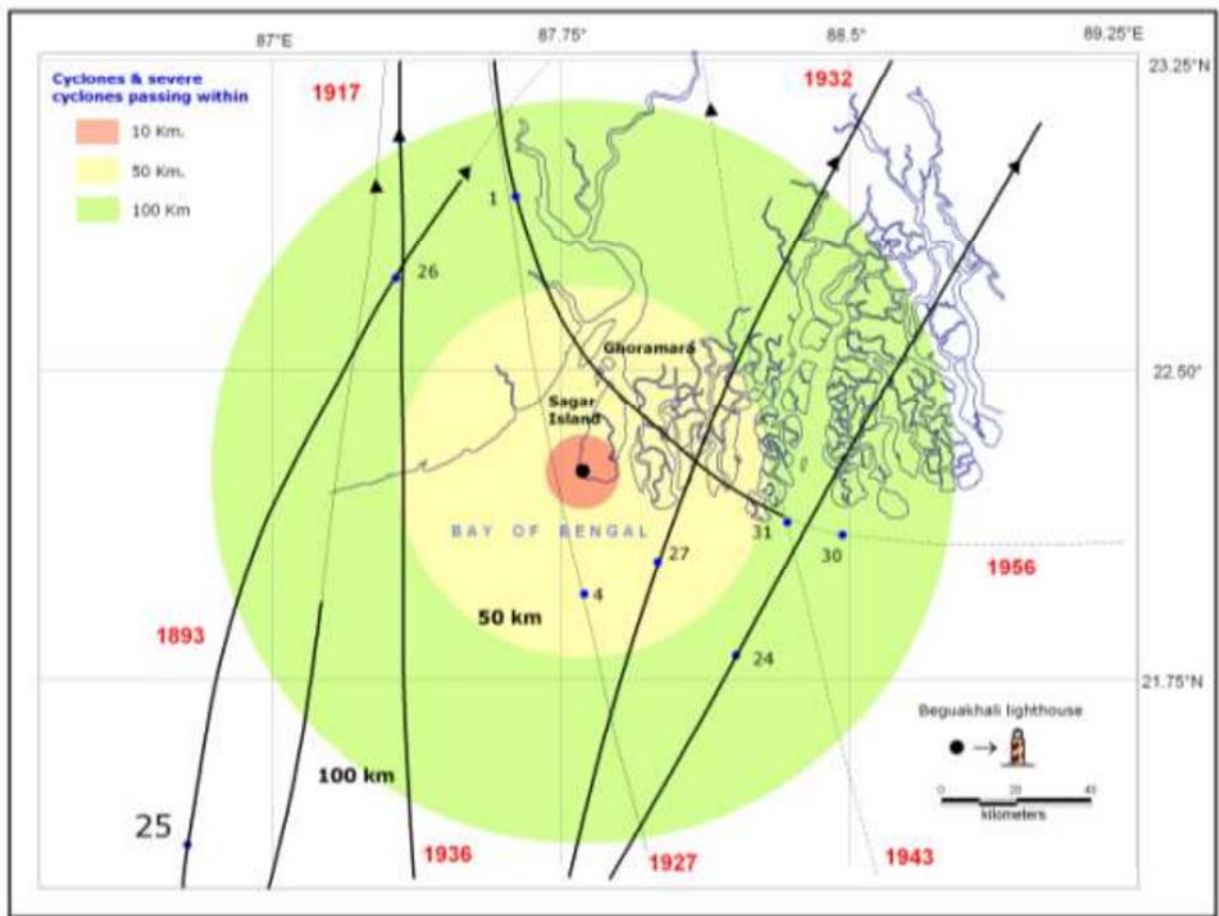 87°E
87.75°
88.5°
89.25°E
23.25°N
Cyclones & severe
cyclones passing within
10 Km.
50 Km.
100 Km
1917
1932
1
26
22.50°
Ghoramara
Sagar
Island
BAY OF BENGAL
31
30
27
1956
4
50 km
1893
24
21.75°N
Beguakhali lighthouse
0 20 40
kilometers
100 km
25
1936
1927
1943